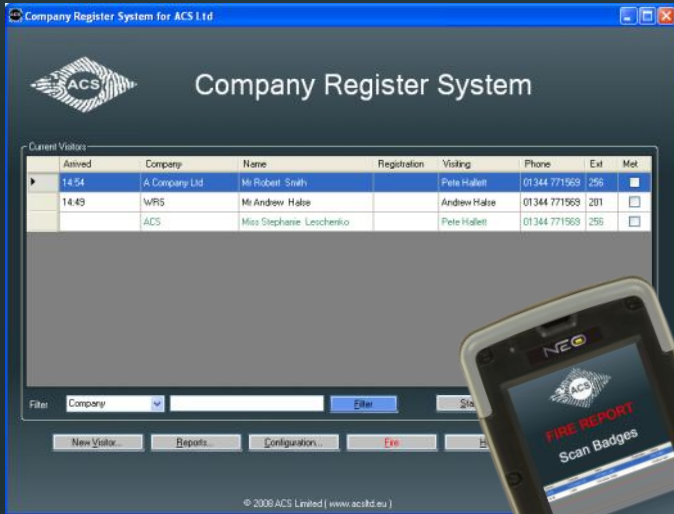 Company Register System for ACS Ltd
ACS
Company Register System
Current Visitors
Arrived Company Name Registration Visiting Phone Ext Met
14:54 A Company Ltd Mr Robert Smith Pete Hallett 01344 771569 256
14:49 WRS Mr Andrew Halse Andrew Halse 01344 771569 201
ACS Miss Stephanie Leschenko Pete Hallett 01344 771569 256
NEO
ACS
FIRE REPORT
Scan Badges
Filter Company Filter
New Visitor... Reports... Configuration... Fire
© 2008 ACS Limited ( www.acsltd.eu )